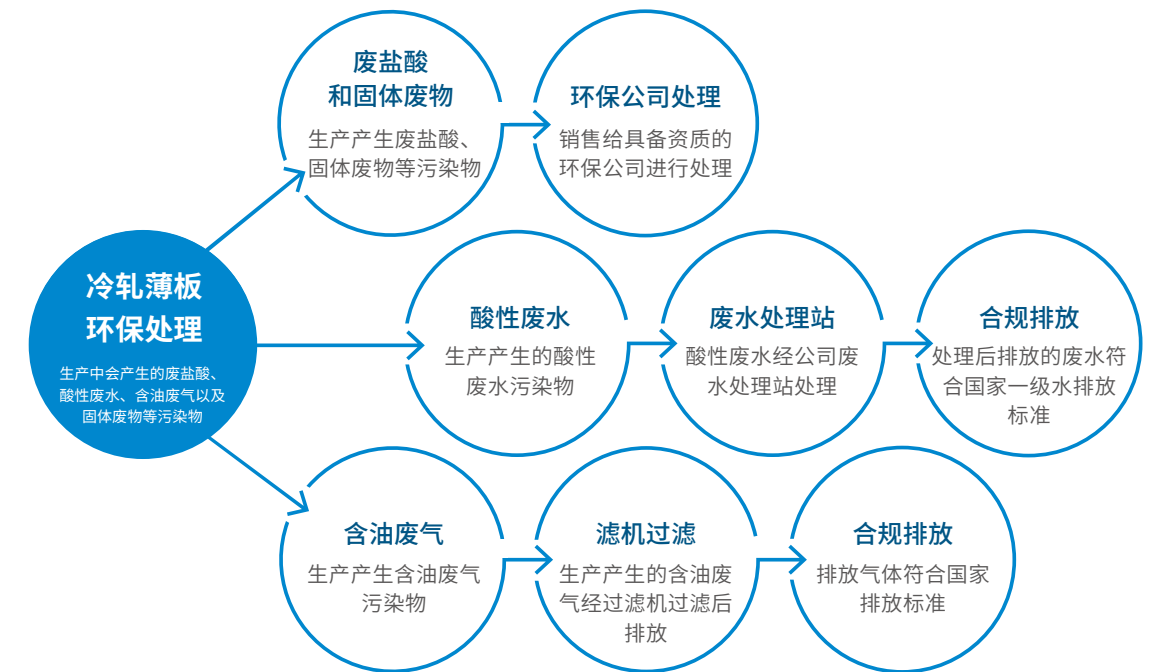 冷轧薄板
环保处理
生产中会产生的废盐酸、
酸性废水、含油废气以及
固体废物等污染物
废盐酸
和固体废物
生产产生废盐酸、
固体废物等污染物
环保公司处理
销售给具备资质的
环保公司进行处理
酸性废水
生产产生的酸性
废水污染物
废水处理站
酸性废水经公司废
水处理站处理
合规排放
处理后排放的废水符
合国家一级水排放
标准
含油废气
生产产生含油废气
污染物
滤机过滤
生产产生的含油废
气经过滤机过滤后
排放
合规排放
排放气体符合国家
排放标准